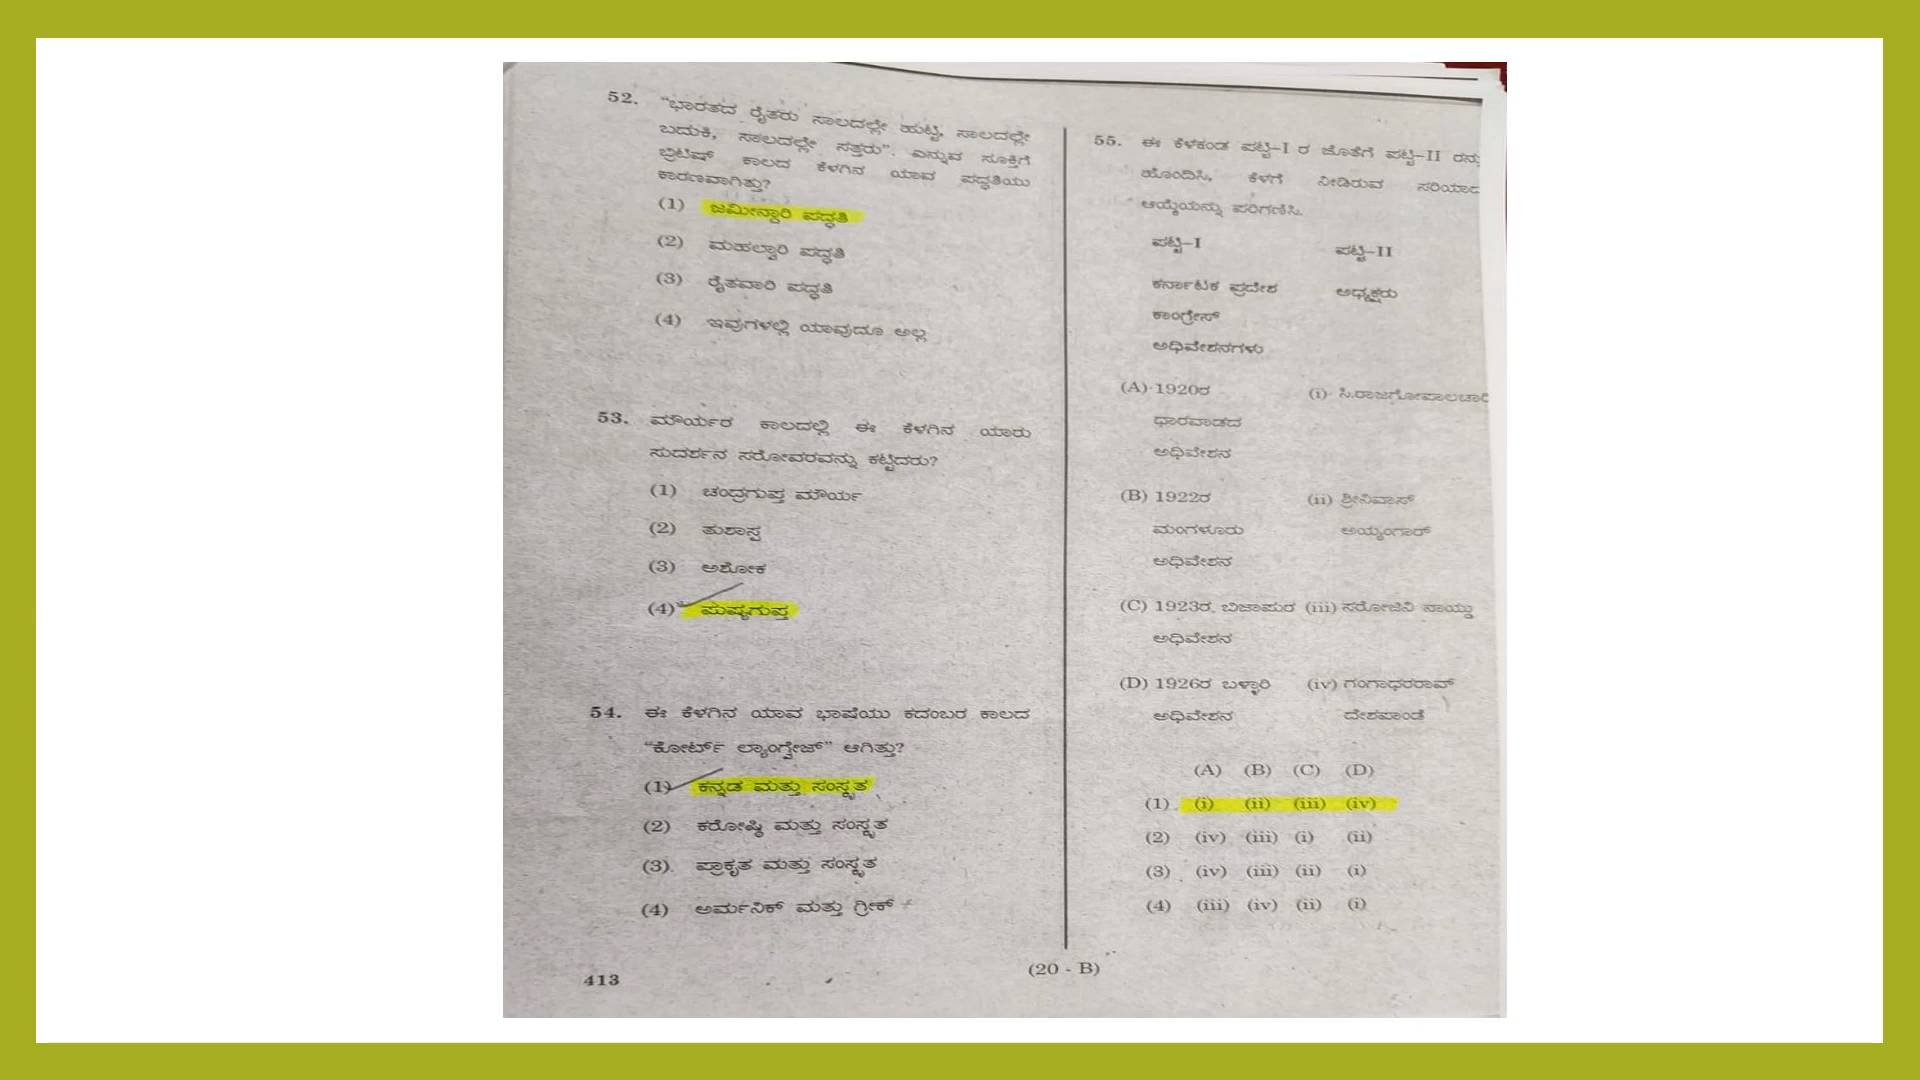 52. "ಭಾರತದ ರೈತರು ಸಾಲದಲ್ಲೇ ಹುಟ್ಟಿ, ಸಾಲದಲ್ಲೇ
ಬದುಕಿ, ಸಾಲದಲ್ಲೇ ಸತ್ತರು". ಎನ್ನುವ ಸೂಕ್ತಿಗೆ
ಬ್ರಿಟಿಷ್ ಕಾಲದ ಕೆಳಗಿನ ಯಾವ ಪದ್ಧತಿಯು
ಕಾರಣವಾಗಿತ್ತು?
(1) ಜಮೀನ್ದಾರಿ ಪದ್ಧತಿ
(2) ಮಹಲ್ವಾರಿ ಪದ್ಧತಿ
(3) ರೈತವಾರಿ ಪದ್ಧತಿ
(4) ಇವುಗಳಲ್ಲಿ ಯಾವುದೂ ಅಲ್ಲ
53. ಮೌರ್ಯರ ಕಾಲದಲ್ಲಿ ಈ ಕೆಳಗಿನ ಯಾರು
ಸುದರ್ಶನ ಸರೋವರವನ್ನು ಕಟ್ಟಿದರು?
(1) ಚಂದ್ರಗುಪ್ತ ಮೌರ್ಯ
(2) ತುಶಾಸ್ಪ
(3) ಅಶೋಕ
(4) ಪುಷ್ಯಗುಪ್ತ
54. ಈ ಕೆಳಗಿನ ಯಾವ ಭಾಷೆಯು ಕದಂಬರ ಕಾಲದ
"ಕೋರ್ಟ್ ಲ್ಯಾಂಗ್ವೇಜ್" ಆಗಿತ್ತು?
(1) ಕನ್ನಡ ಮತ್ತು ಸಂಸ್ಕೃತ
(2) ಕರೋಷ್ಠಿ ಮತ್ತು ಸಂಸ್ಕೃತ
(3) ಪ್ರಾಕೃತ ಮತ್ತು ಸಂಸ್ಕೃತ
(4) ಅರ್ಮನಿಕ್ ಮತ್ತು ಗ್ರೀಕ್
413
55. ಈ ಕೆಳಕಂಡ ಪಟ್ಟಿ-I ರ ಜೊತೆಗೆ ಪಟ್ಟಿ-II ರನ್ನು
ಹೊಂದಿಸಿ, ಕೆಳಗೆ ನೀಡಿರುವ ಸರಿಯಾದ
ಆಯ್ಕೆಯನ್ನು ಪರಿಗಣಿಸಿ.
ಪಟ್ಟಿ-I ಪಟ್ಟಿ-II
ಕರ್ನಾಟಕ ಪ್ರದೇಶ ಅಧ್ಯಕ್ಷರು
ಕಾಂಗ್ರೇಸ್
ಅಧಿವೇಶನಗಳು
(A) 1920ರ (i) ಸಿ.ರಾಜಗೋಪಾಲಚಾರಿ
ಧಾರವಾಡದ
ಅಧಿವೇಶನ
(B) 1922ರ (ii) ಶ್ರೀನಿವಾಸ್
ಮಂಗಳೂರು ಅಯ್ಯಂಗಾರ್
ಅಧಿವೇಶನ
(C) 1923ರ ಬಿಜಾಪುರ (iii) ಸರೋಜಿನಿ ನಾಯ್ಡು
ಅಧಿವೇಶನ
(D) 1926ರ ಬಳ್ಳಾರಿ (iv) ಗಂಗಾಧರರಾವ್
ಅಧಿವೇಶನ ದೇಶಪಾಂಡೆ
(A) (B) (C) (D)
(1) (i) (ii) (iii) (iv)
(2) (iv) (iii) (i) (ii)
(3) (iv) (iii) (ii) (i)
(4) (iii) (iv) (ii) (i)
(20 - B)